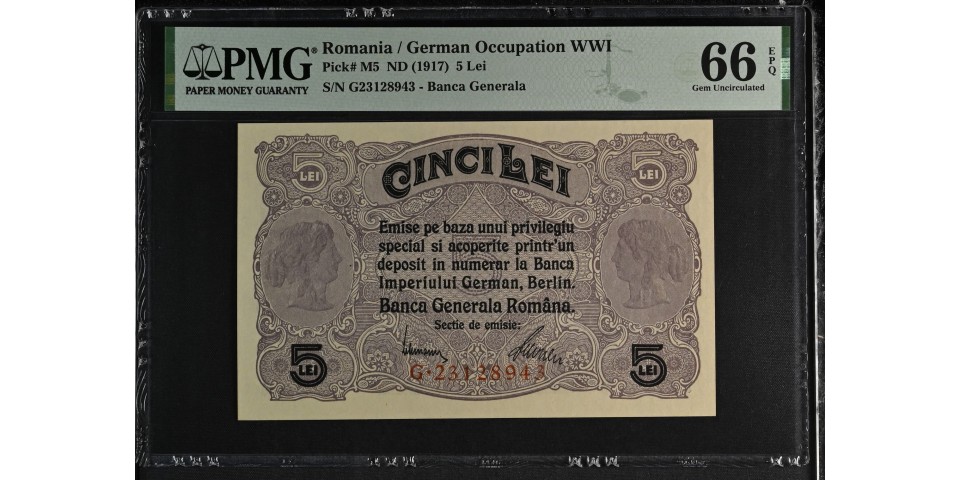 PMG®
PAPER MONEY GUARANTY
Romania / German Occupation WWI
Pick# M5 ND (1917) 5 Lei
S/N G23128943 - Banca Generala
66
EPQ
Gem Uncirculated
5 LEI
CINCI LEI
5 LEI
Emise pe baza unui privilegiu
special si acoperite printr'un
deposit in numerar la Banca
Imperiului German, Berlin.
Banca Generala Română.
Sectie de emisie:
5 LEI
G·23128943
5 LEI